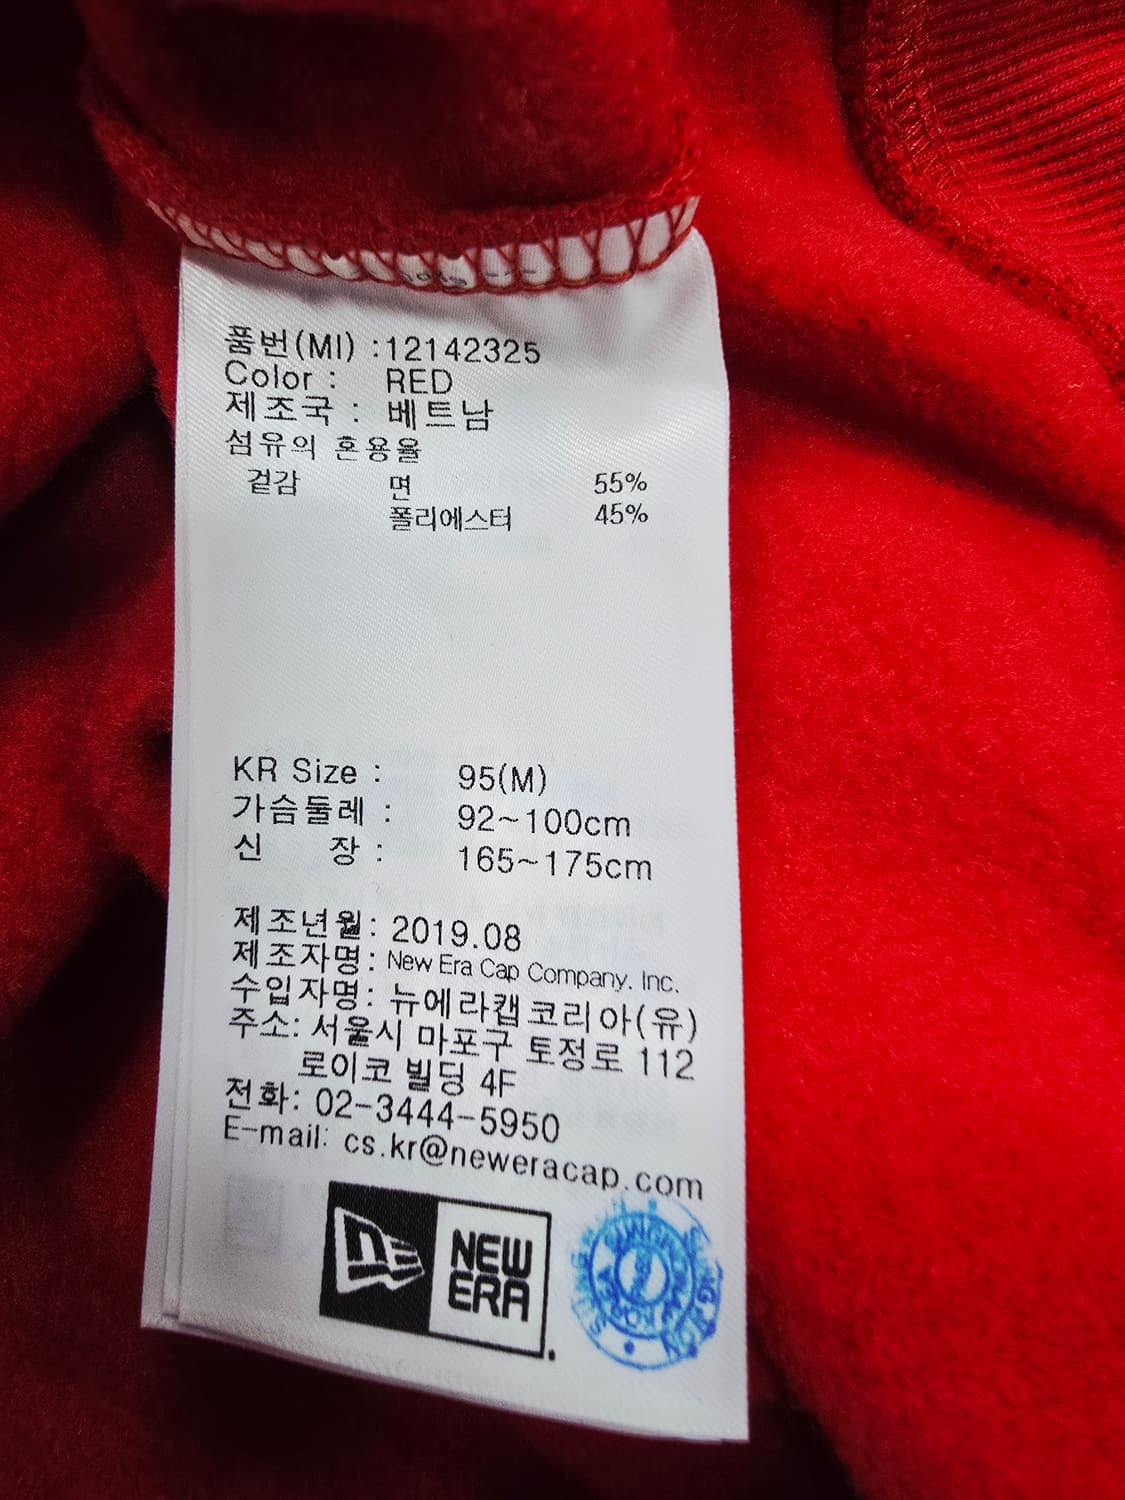 품번(MI) :12142325
Color : RED
제조국 : 베트남
섬유의 혼용율
겉감 면 55%
폴리에스터 45%
KR Size : 95(M)
가슴둘레 : 92~100cm
신 장 : 165~175cm
제조년월: 2019.08
제조자명: New Era Cap Company. Inc.
수입자명: 뉴에라캡코리아(유)
주소: 서울시 마포구 토정로 112
로이코 빌딩 4F
전화: 02-3444-5950
E-mail: cs.kr@neweracap.com
NEW
ERA